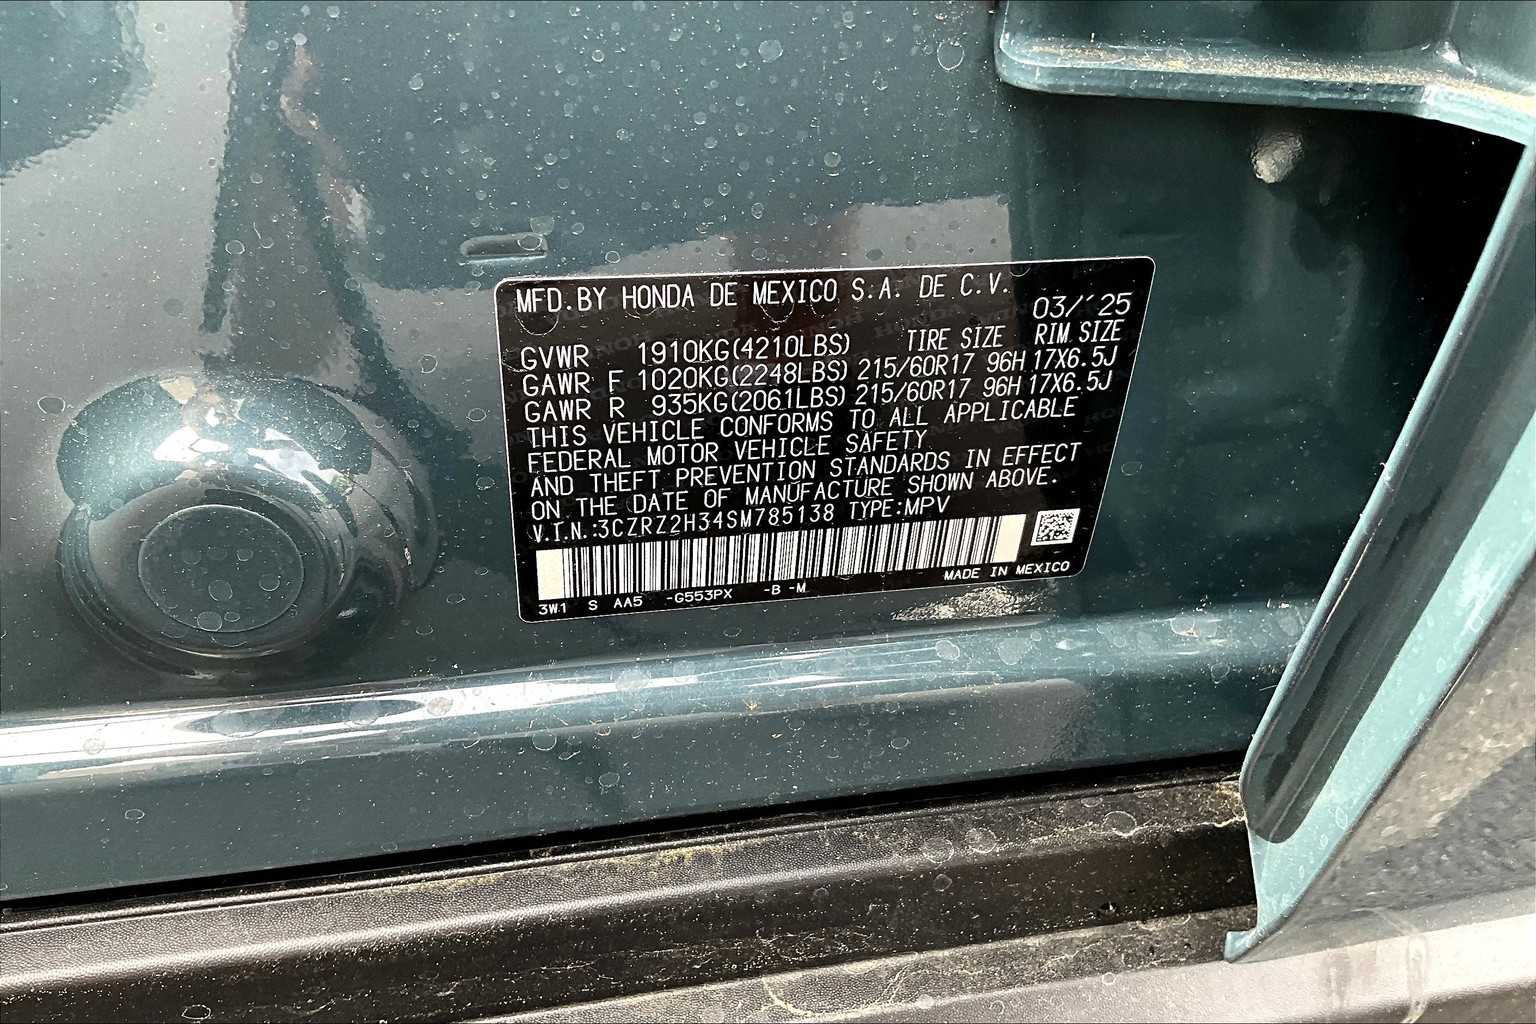 MFD.BY HONDA DE MEXICO S.A. DE C.V.
03/´25
TIRE SIZE RIM SIZE
GVWR 1910KG(4210LBS)
GAWR F 1020KG(2248LBS) 215/60R17 96H 17X6.5J
GAWR R 935KG(2061LBS) 215/60R17 96H 17X6.5J
THIS VEHICLE CONFORMS TO ALL APPLICABLE
FEDERAL MOTOR VEHICLE SAFETY
AND THEFT PREVENTION STANDARDS IN EFFECT
ON THE DATE OF MANUFACTURE SHOWN ABOVE.
V.I.N.:3CZRZ2H34SM785138 TYPE:MPV
MADE IN MEXICO
3W1 S AA5 -G553PX -B -M